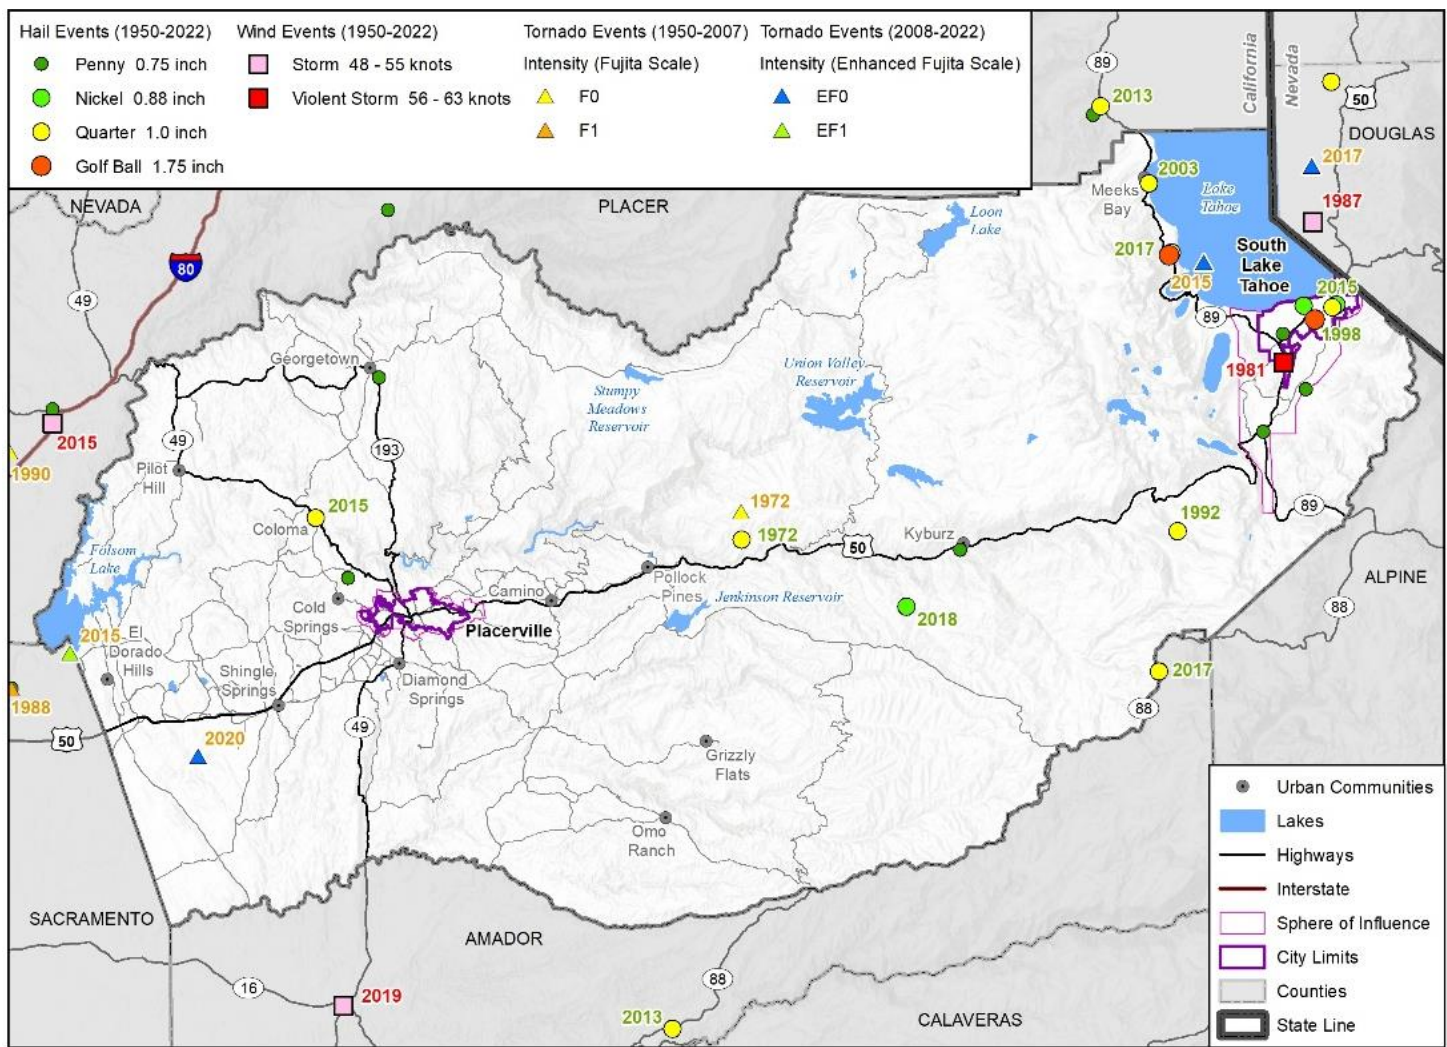 Hail Events (1950-2022)
Penny 0.75 inch
Nickel 0.88 inch
Quarter 1.0 inch
Golf Ball 1.75 inch
Wind Events (1950-2022)
Storm 48 - 55 knots
Violent Storm 56 - 63 knots
Tornado Events (1950-2007)
Intensity (Fujita Scale)
F0
F1
Tornado Events (2008-2022)
Intensity (Enhanced Fujita Scale)
EF0
EF1
89
California
Nevada
2013
50
DOUGLAS
2017
NEVADA
PLACER
2003
Meeks
Bay
Lake
Tahoe
1987
Loon
Lake
80
49
2017
South
Lake
Tahoe
2015
2015
89
1998
Georgetown
Union Valley
Reservoir
1981
Stumpy
Meadows
Reservoir
2015
49
193
1990
Pilot
Hill
2015
Coloma
1972
1972
1992
89
50
Kyburz
Folsom
Lake
Pollock
Pines
Camino
ALPINE
Cold
Springs
Jenkinson Reservoir
88
2018
2015
El
Dorado
Hills
Placerville
Shingle
Springs
Diamond
Springs
2017
1988
88
50
49
2020
Grizzly
Flats
Omo
Ranch
SACRAMENTO
AMADOR
16
88
2019
2013
CALAVERAS
Urban Communities
Lakes
Highways
Interstate
Sphere of Influence
City Limits
Counties
State Line